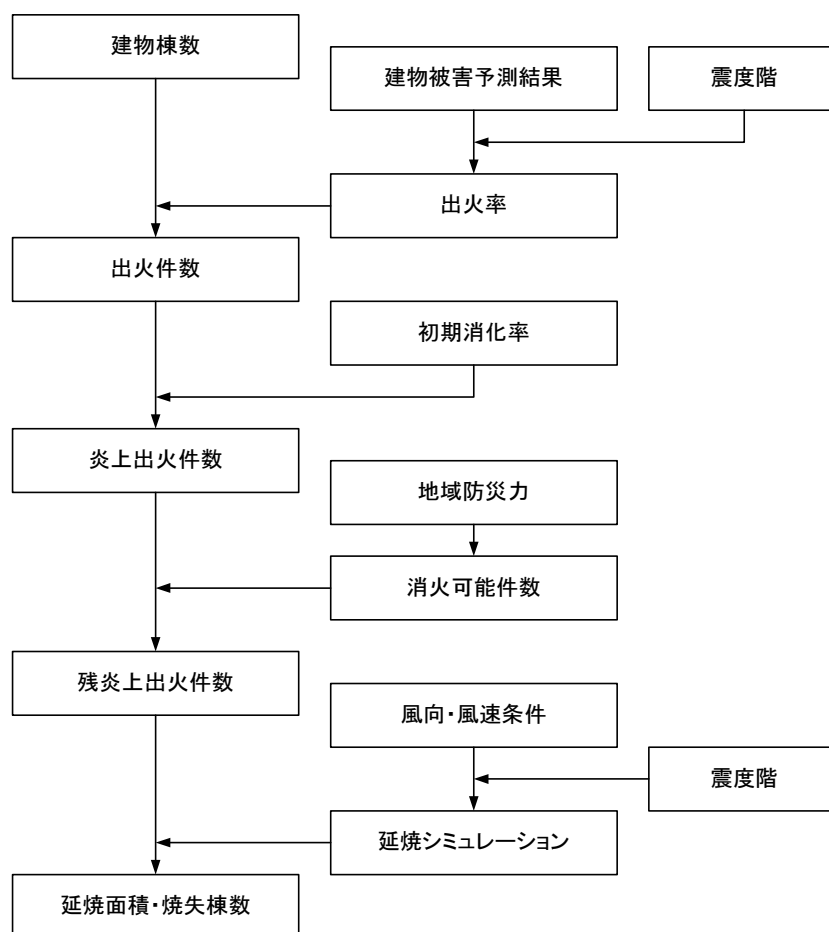 建物棟数
建物被害予測結果
震度階
出火率
出火件数
初期消化率
炎上出火件数
地域防災力
消火可能件数
残炎上出火件数
風向・風速条件
震度階
延焼シミュレーション
延焼面積・焼失棟数